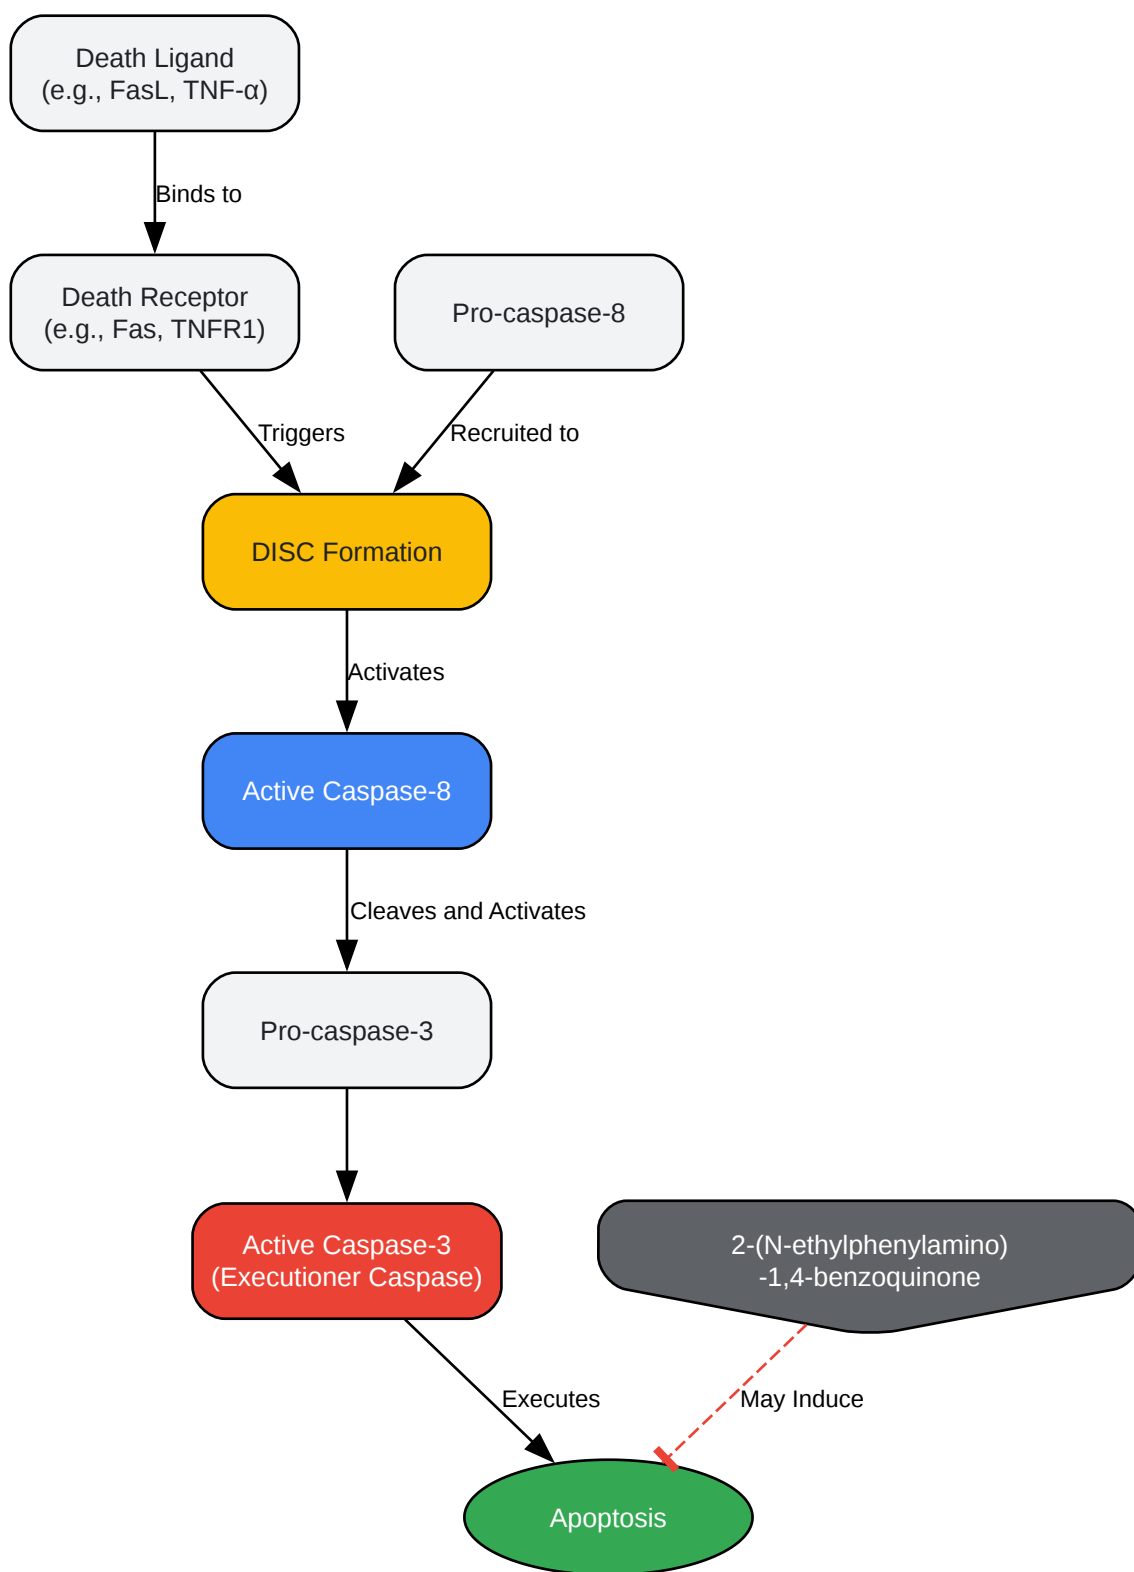 Death Ligand
(e.g., FasL, TNF-α)
Binds to
Death Receptor
(e.g., Fas, TNFR1)
Pro-caspase-8
Triggers
Recruited to
DISC Formation
Activates
Active Caspase-8
Cleaves and Activates
Pro-caspase-3
Active Caspase-3
(Executioner Caspase)
2-(N-ethylphenylamino)
-1,4-benzoquinone
Executes
May Induce
Apoptosis